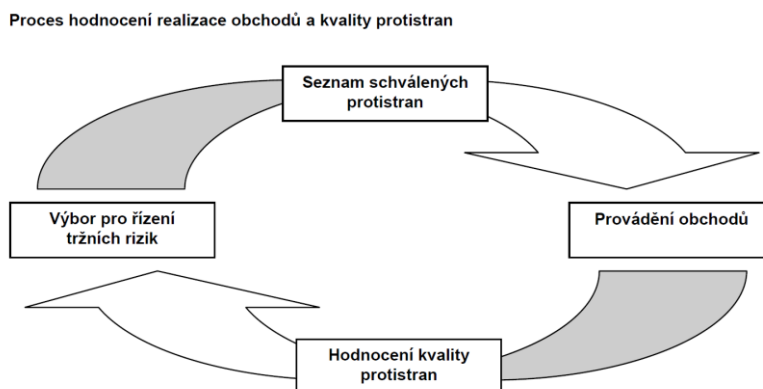 Proces hodnocení realizace obchodů a kvality protistran
Seznam schválených
protistran
Výbor pro řízení
tržních rizik
Provádění obchodů
Hodnocení kvality
protistran